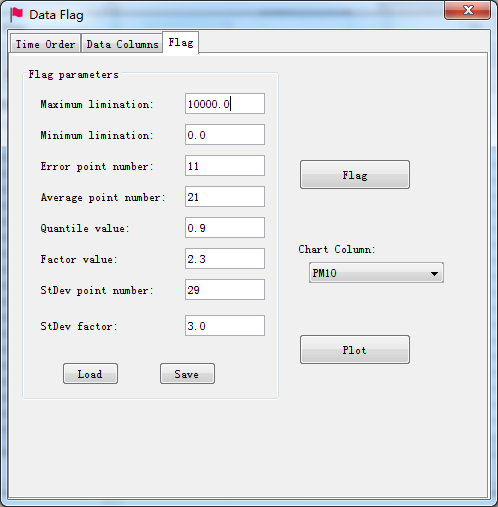 Data Flag
Time Order Data Columns Flag
Flag parameters
Maximum limination: 10000.0
Minimum limination: 0.0
Error point number: 11
Average point number: 21
Quantile value: 0.9
Factor value: 2.3
StDev point number: 29
StDev factor: 3.0
Load Save
Flag
Chart Column:
PM10
Plot